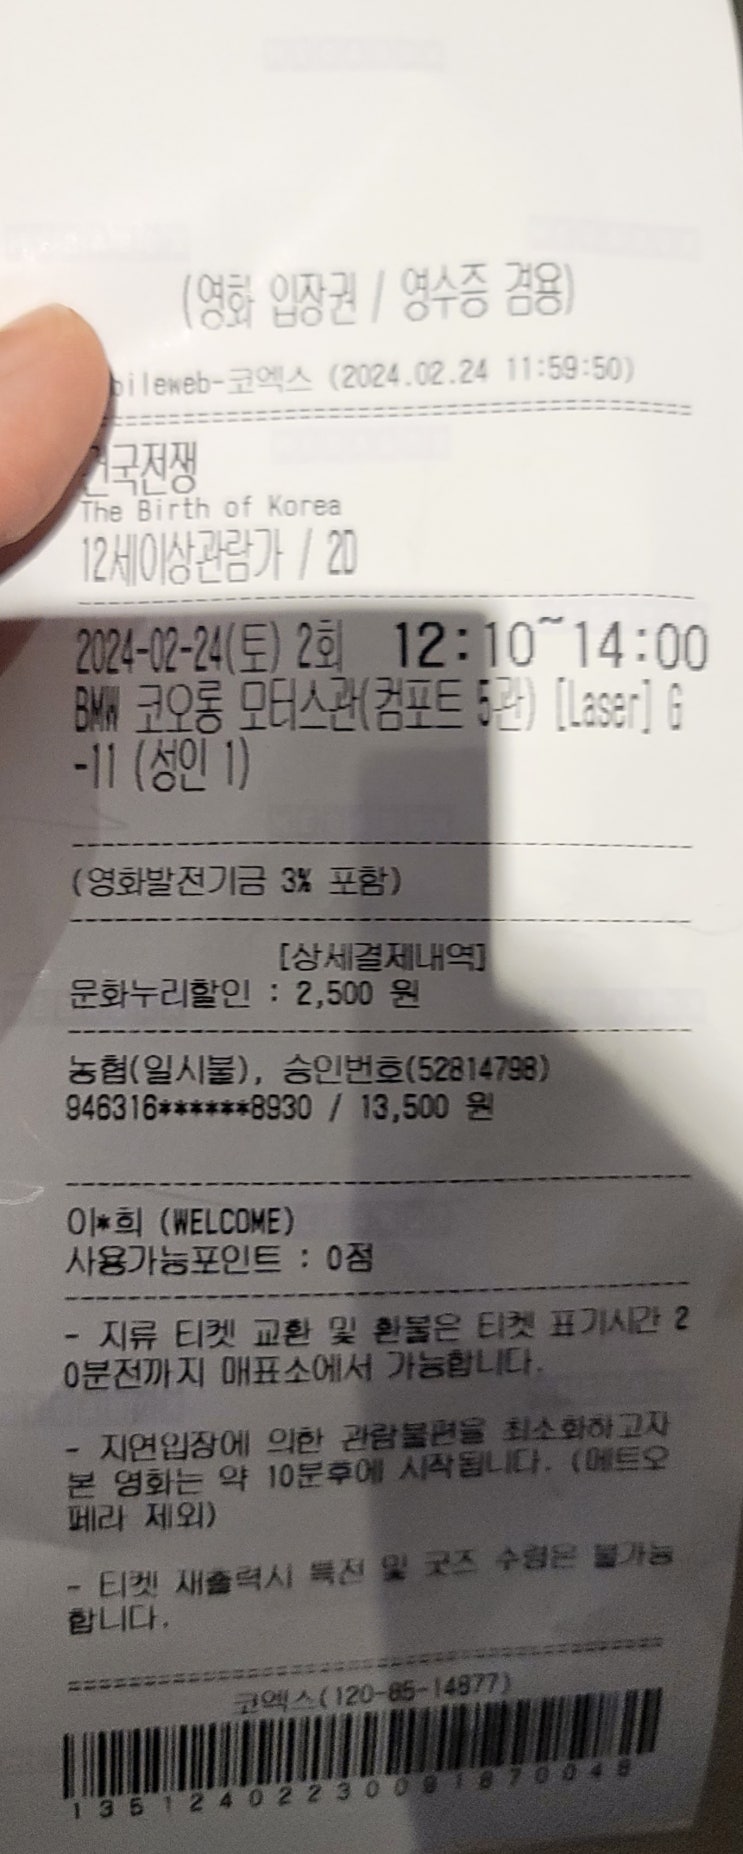 (영화 입장권 / 영수증 겸용)
bileweb-코엑스 (2024.02.24 11:59:50)
건국전쟁
The Birth of Korea
12세이상관람가 / 2D
2024-02-24(토) 2회 12:10~14:00
BMW 코오롱 모터스관(컴포트 5관) [Laser] G
-11 (성인 1)
(영화발전기금 3% 포함)
[상세결제내역]
문화누리할인 : 2,500 원
농협(일시불), 승인번호(52814798)
946316******8930 / 13,500 원
이*희 (WELCOME)
사용가능포인트 : 0점
- 지류 티켓 교환 및 환불은 티켓 표기시간 2
0분전까지 매표소에서 가능합니다.
- 지연입장에 의한 관람불편을 최소화하고자
본 영화는 약 10분후에 시작됩니다. (메트오
페라 제외)
- 티켓 재출력시 특전 및 굿즈 수령은 불가능
합니다.
코엑스(120-85-14877)